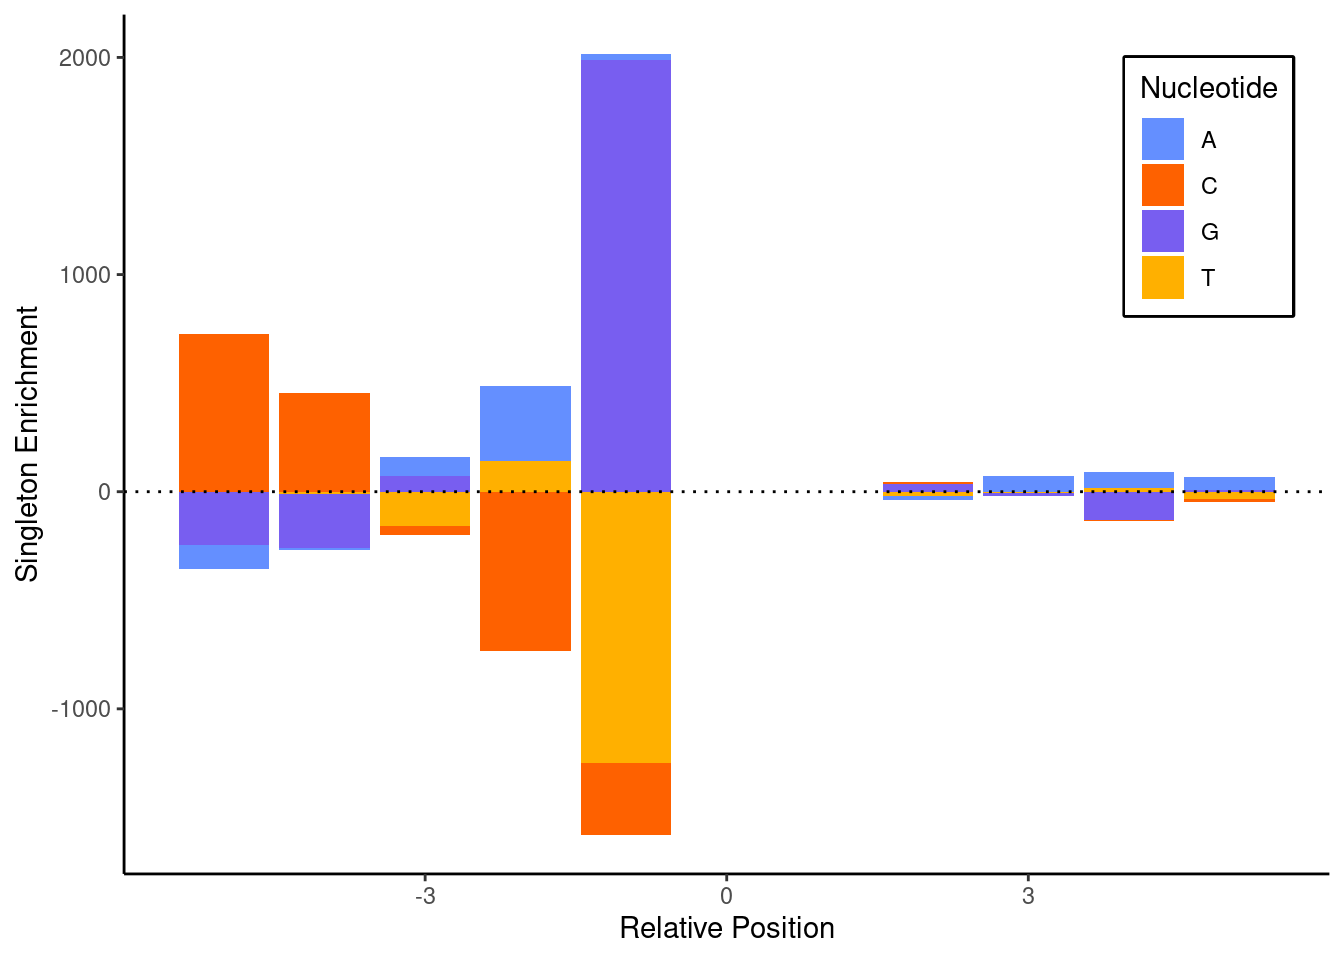 2000
1000
0
-1000
Singleton Enrichment
-3
0
3
Relative Position
Nucleotide
A
C
G
T